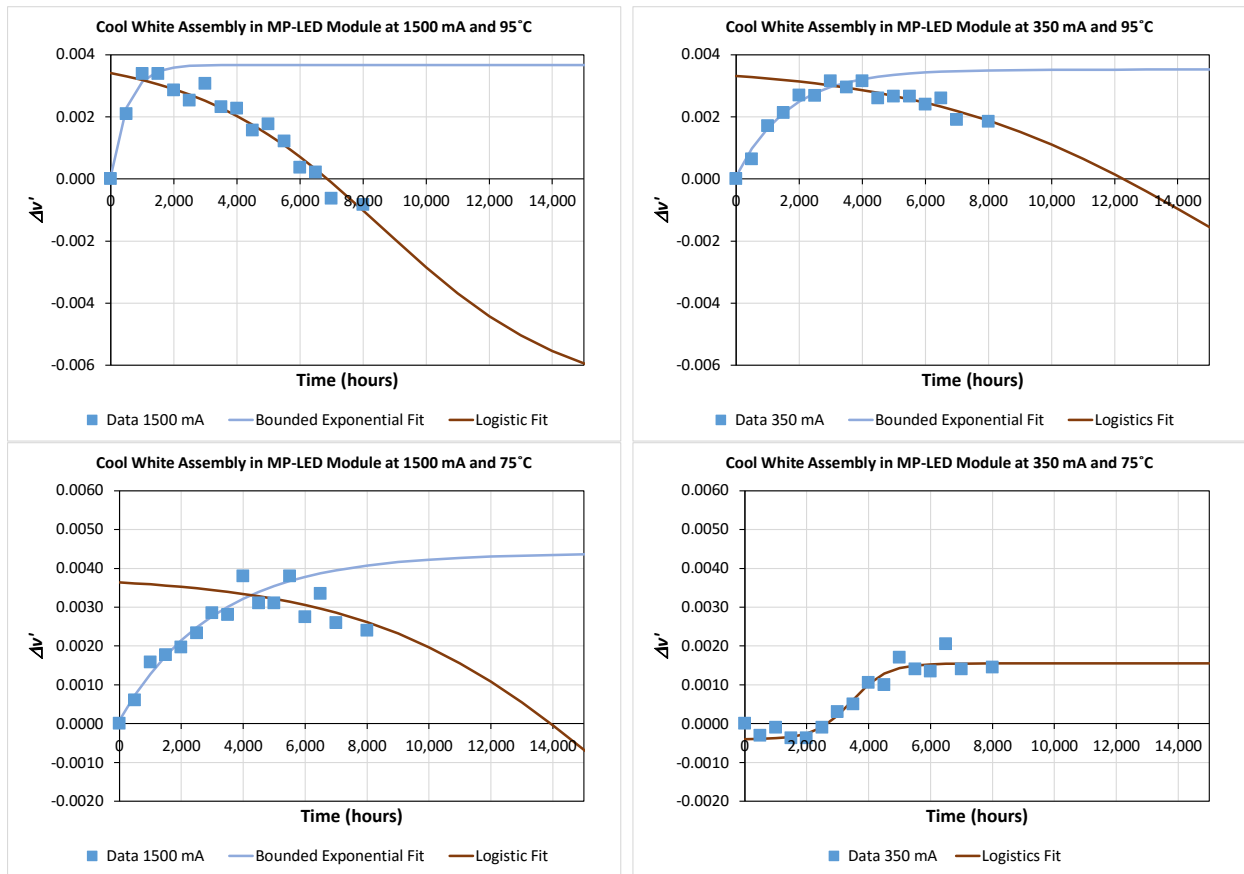 Cool White Assembly in MP-LED Module at 1500 mA and 95˚C
0.004
0.002
0.000
-0.002
-0.004
-0.006
Δv'
0 2,000 4,000 6,000 8,000 10,000 12,000 14,000
Time (hours)
Data 1500 mA Bounded Exponential Fit Logistic Fit
Cool White Assembly in MP-LED Module at 350 mA and 95˚C
0.004
0.002
0.000
-0.002
-0.004
-0.006
Δv'
0 2,000 4,000 6,000 8,000 10,000 12,000 14,000
Time (hours)
Data 350 mA Bounded Exponential Fit Logistics Fit
Cool White Assembly in MP-LED Module at 1500 mA and 75˚C
0.0060
0.0050
0.0040
0.0030
0.0020
0.0010
0.0000
-0.0010
-0.0020
Δv'
0 2,000 4,000 6,000 8,000 10,000 12,000 14,000
Time (hours)
Data 1500 mA Bounded Exponential Fit Logistic Fit
Cool White Assembly in MP-LED Module at 350 mA and 75˚C
0.0060
0.0050
0.0040
0.0030
0.0020
0.0010
0.0000
-0.0010
-0.0020
Δv'
0 2,000 4,000 6,000 8,000 10,000 12,000 14,000
Time (hours)
Data 350 mA Logistics Fit